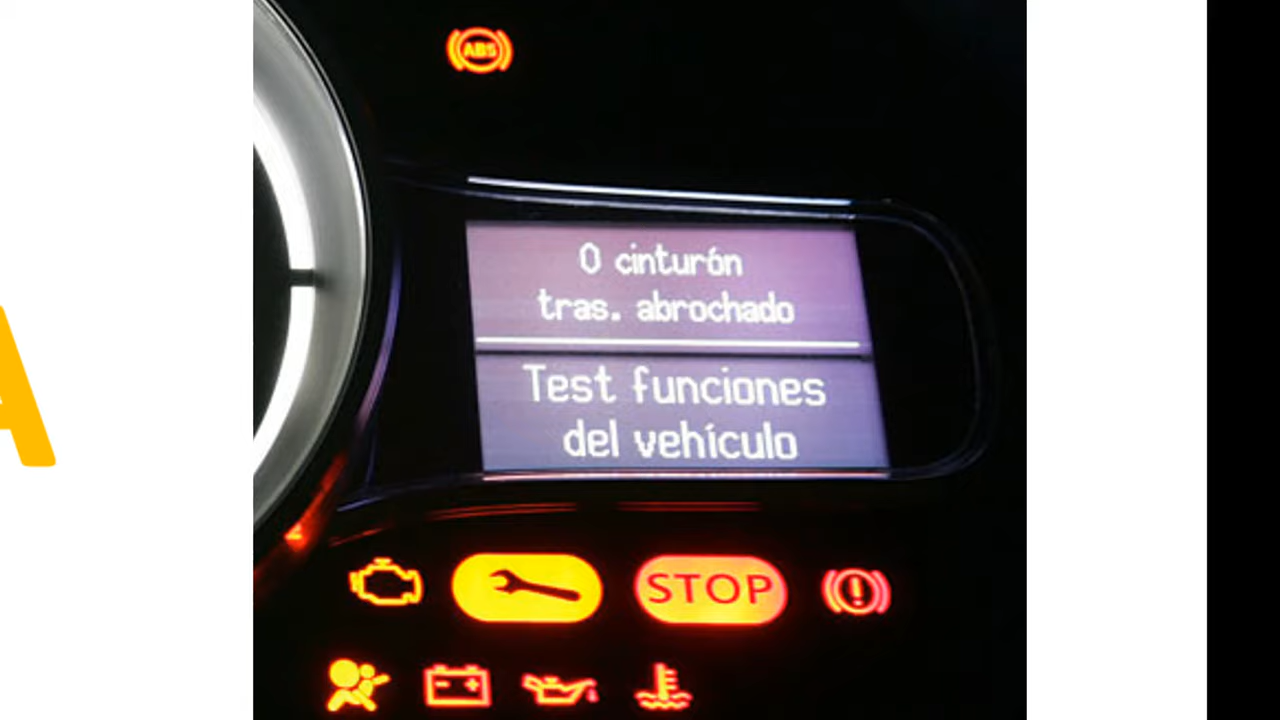 ABS
0 cinturón
tras. abrochado
Test funciones
del vehículo
STOP
A